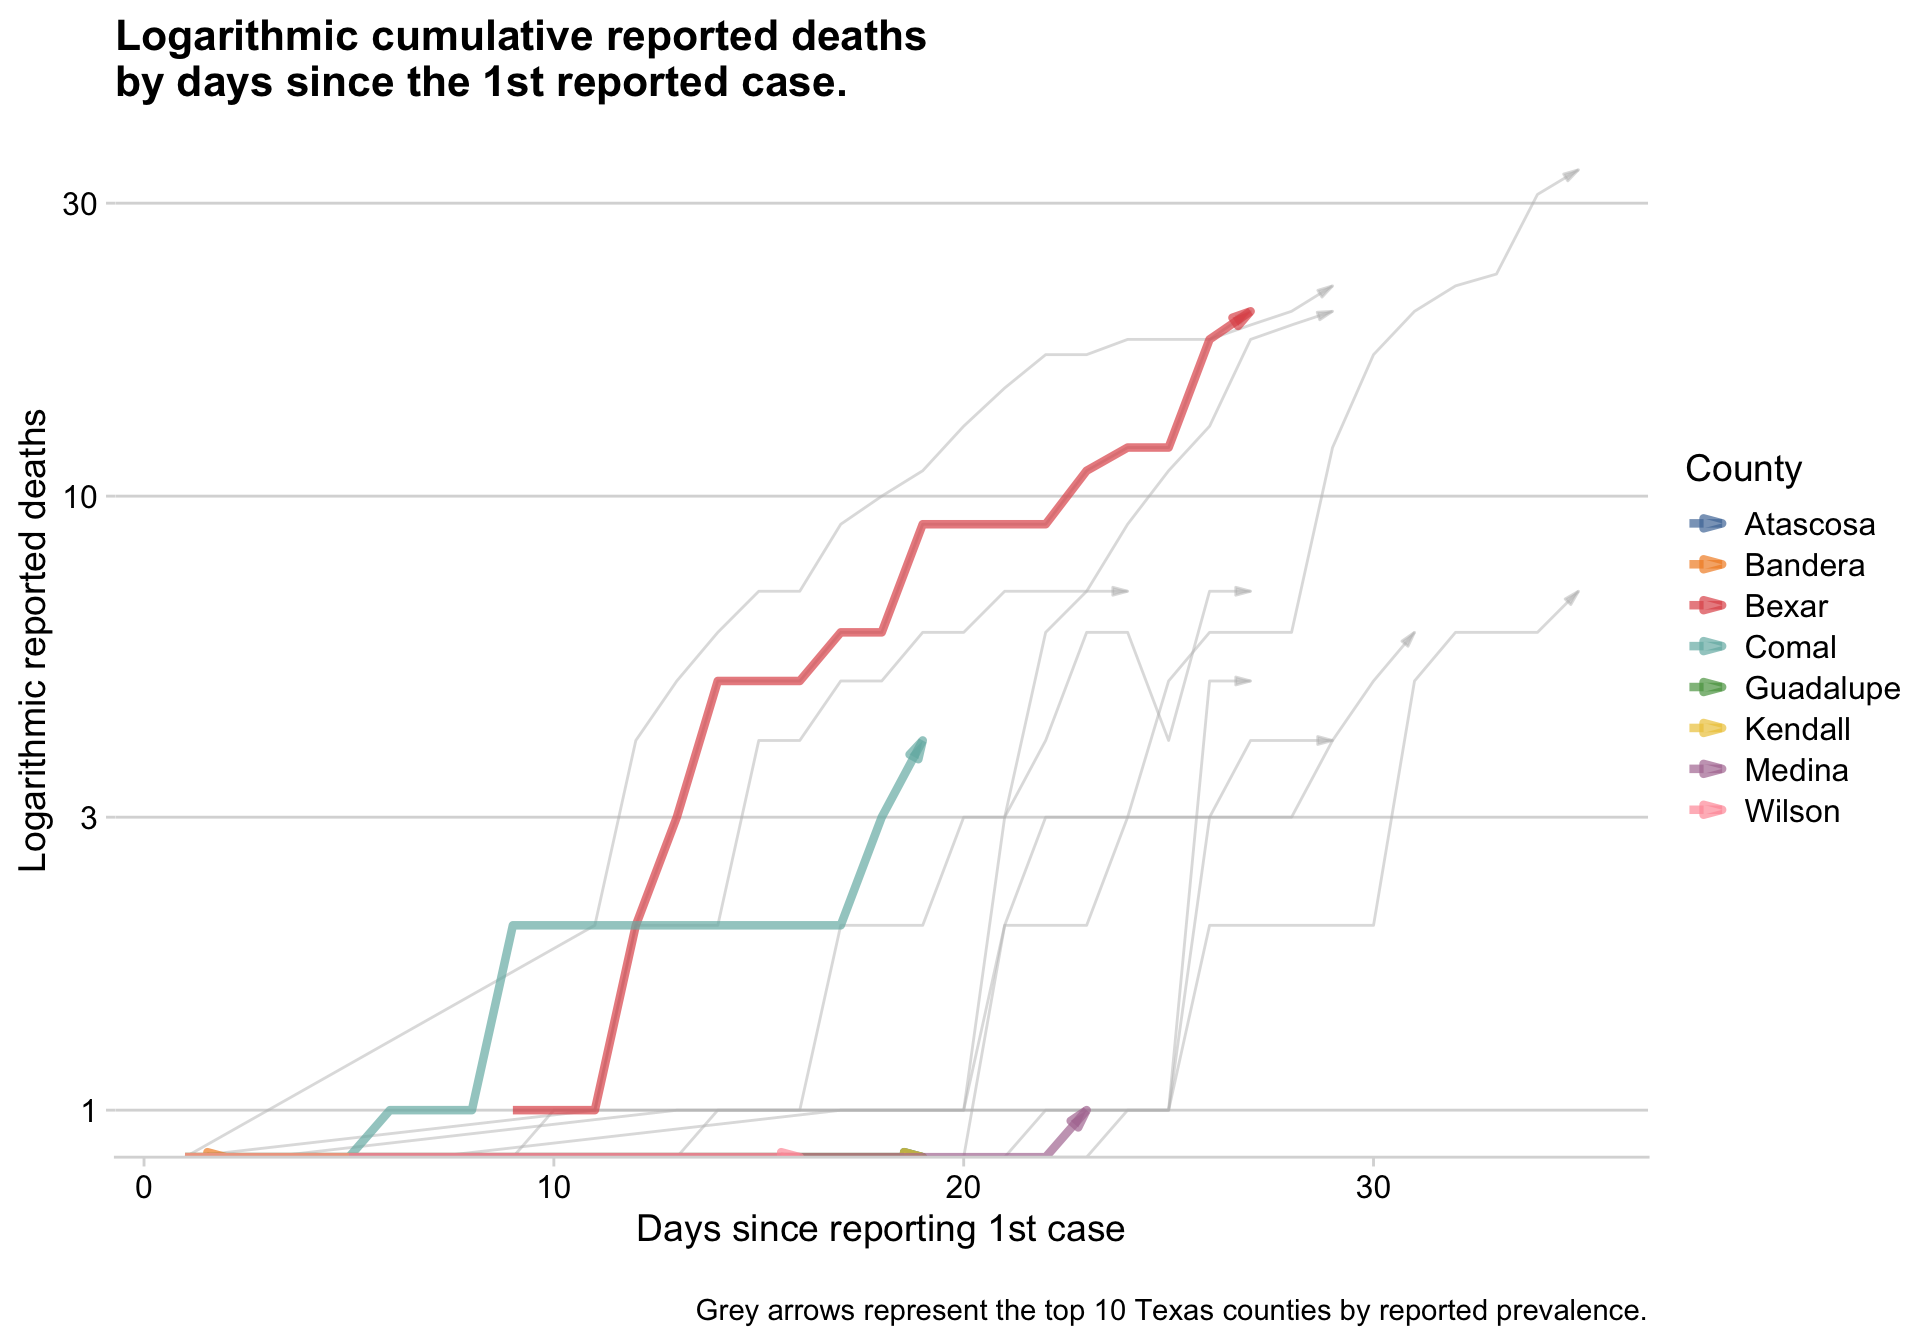 Logarithmic cumulative reported deaths
by days since the 1st reported case.
Logarithmic reported deaths
30
10
3
1
0
10
20
30
Days since reporting 1st case
County
Atascosa
Bandera
Bexar
Comal
Guadalupe
Kendall
Medina
Wilson
Grey arrows represent the top 10 Texas counties by reported prevalence.